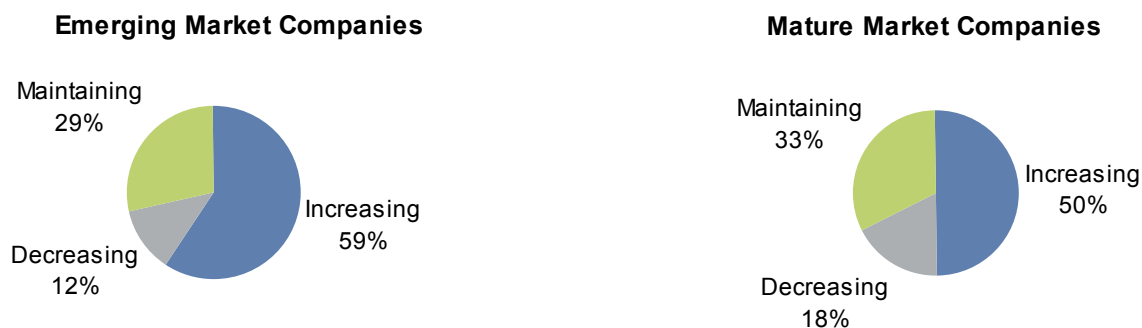 Emerging Market Companies
Maintaining
29%
Increasing
59%
Decreasing
12%
Mature Market Companies
Maintaining
33%
Increasing
50%
Decreasing
18%